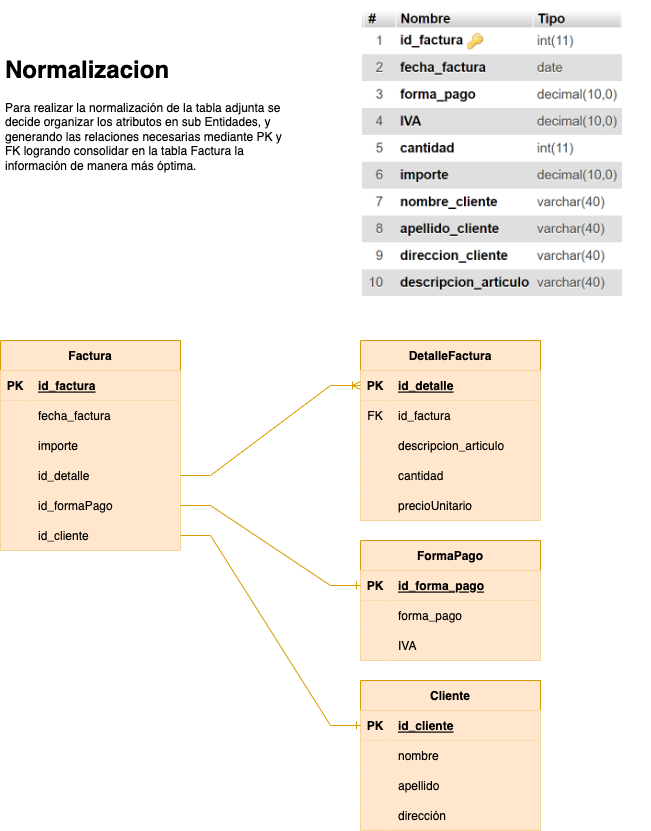 Normalizacion
Para realizar la normalización de la tabla adjunta se
decide organizar los atributos en sub Entidades, y
generando las relaciones necesarias mediante PK y
FK logrando consolidar en la tabla Factura la
información de manera más óptima.
# Nombre Tipo
1 id_factura int(11)
2 fecha_factura date
3 forma_pago decimal(10,0)
4 IVA decimal(10,0)
5 cantidad int(11)
6 importe decimal(10,0)
7 nombre_cliente varchar(40)
8 apellido_cliente varchar(40)
9 direccion_cliente varchar(40)
10 descripcion_articulo varchar(40)
Factura
PK id_factura
fecha_factura
importe
id_detalle
id_formaPago
id_cliente
DetalleFactura
PK id_detalle
FK id_factura
descripcion_articulo
cantidad
precioUnitario
FormaPago
PK id_forma_pago
forma_pago
IVA
Cliente
PK id_cliente
nombre
apellido
dirección